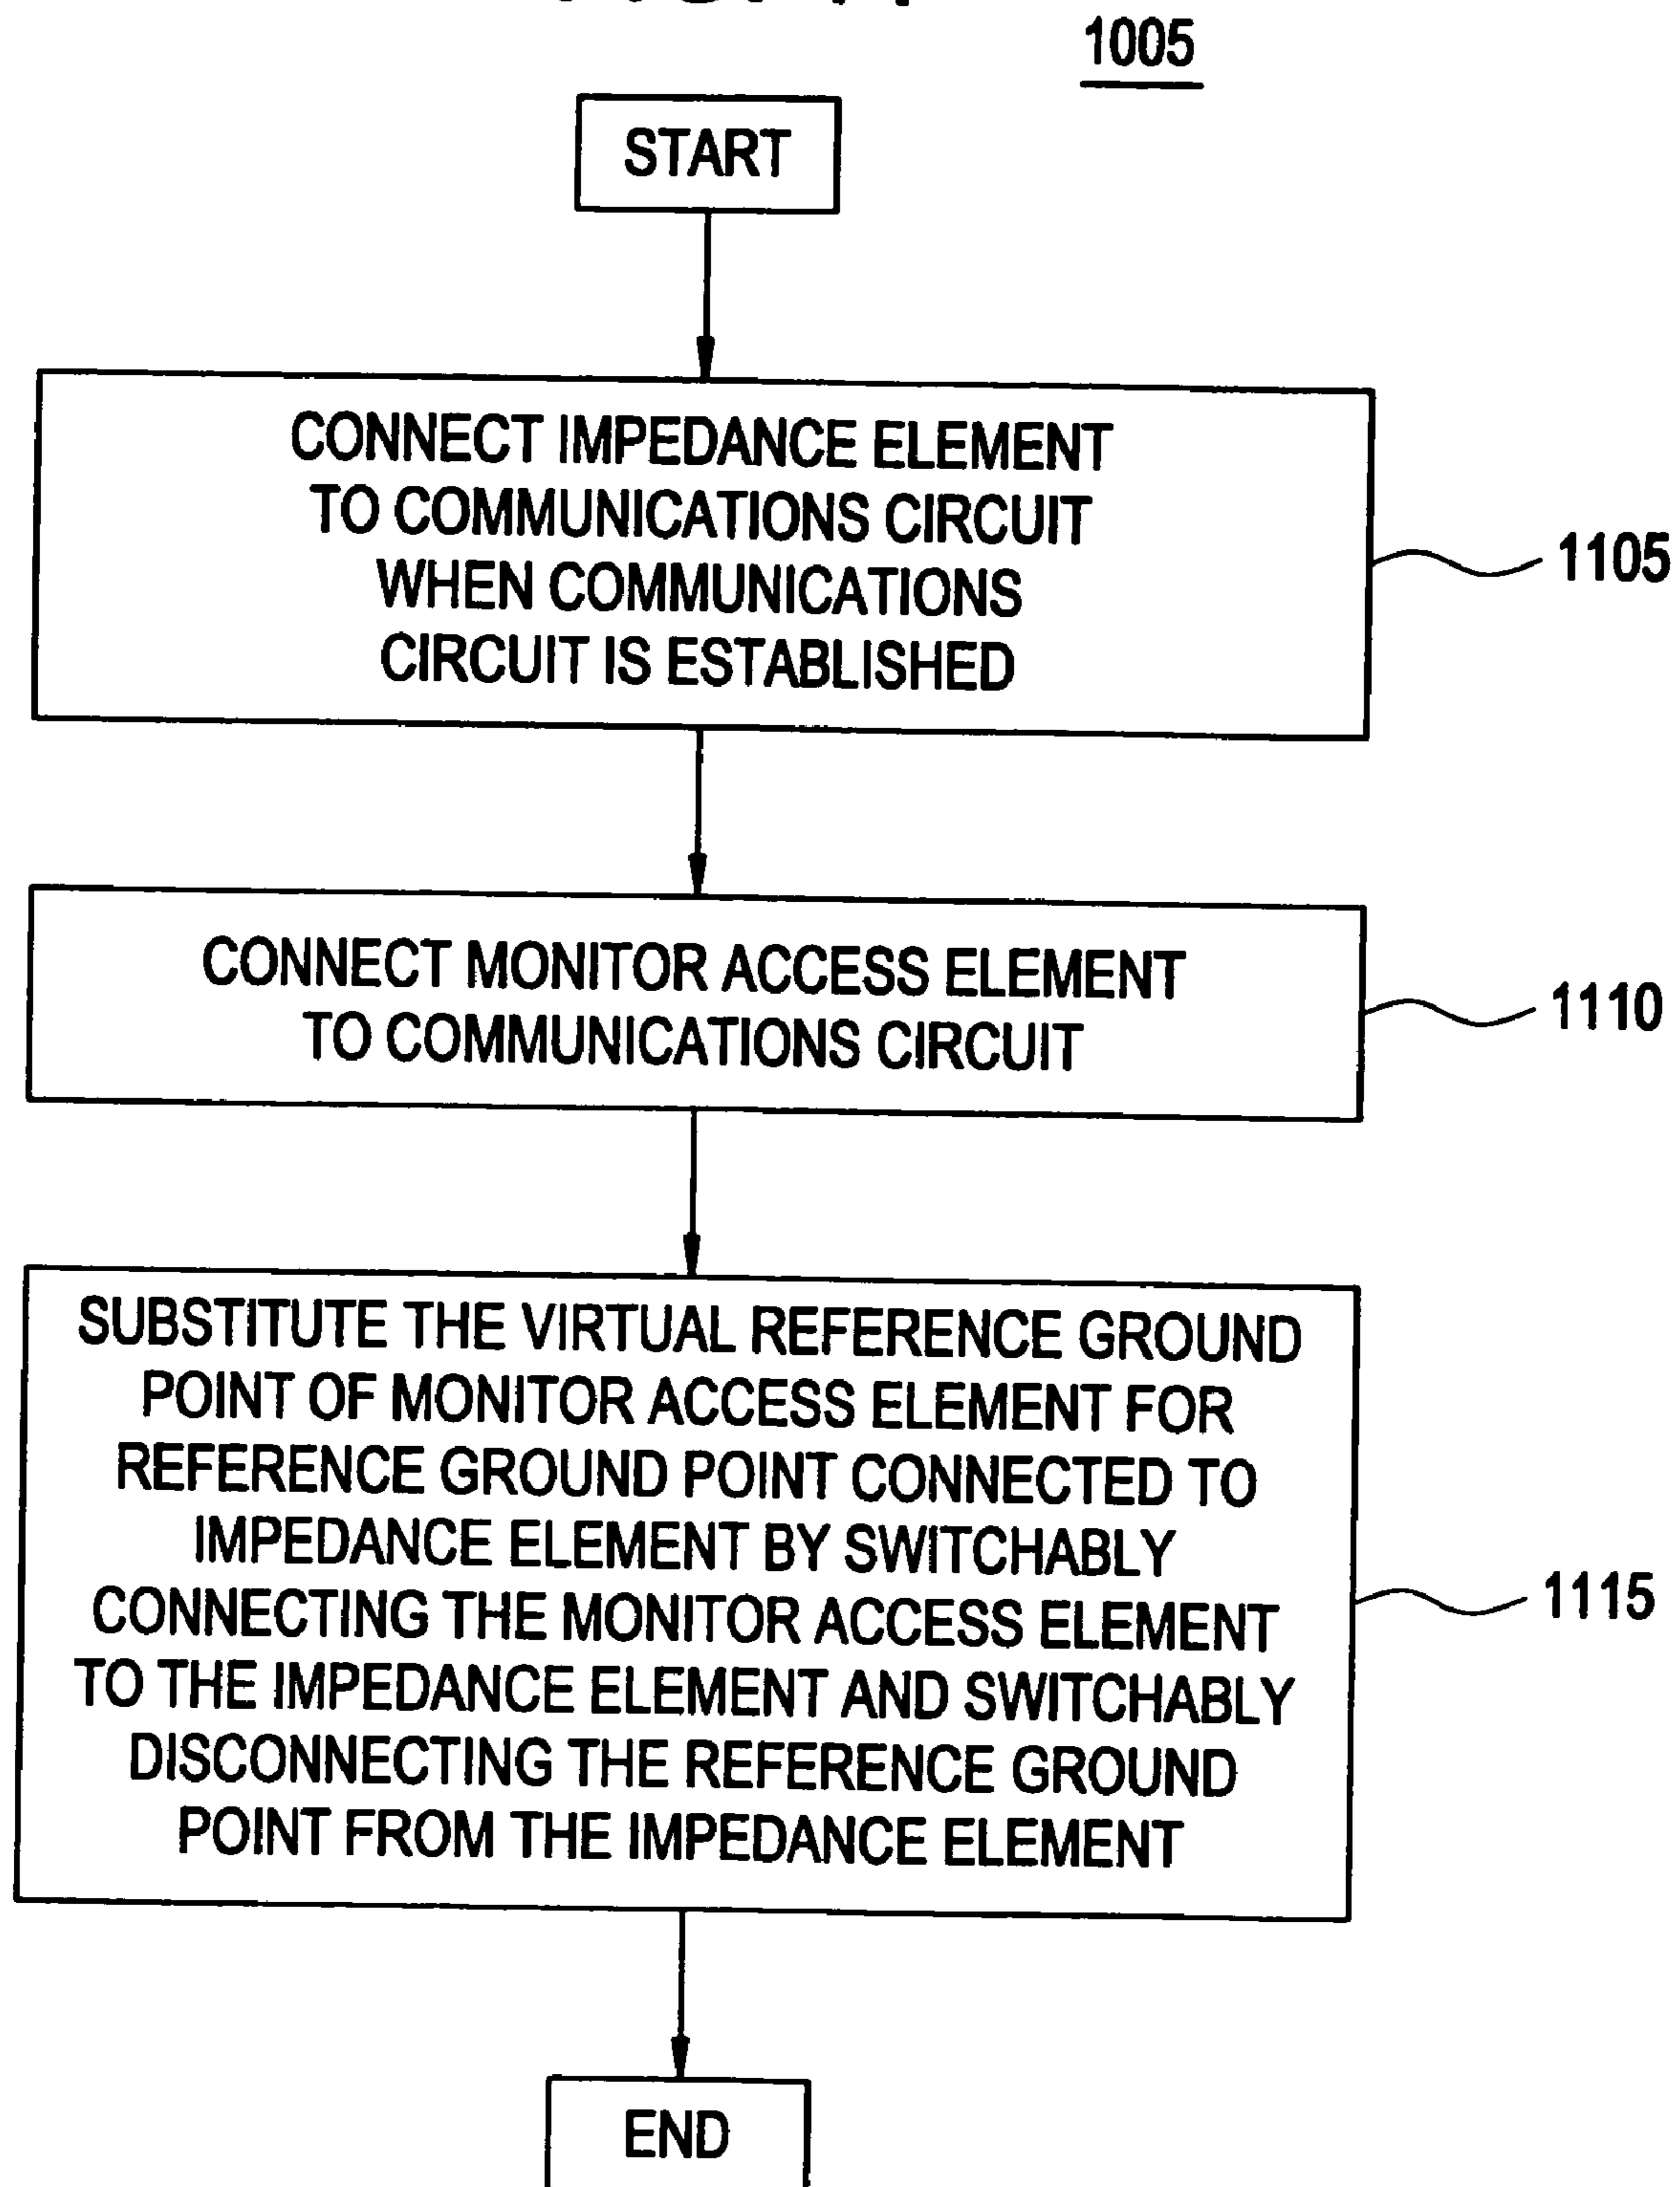 1005
START
CONNECT IMPEDANCE ELEMENT
TO COMMUNICATIONS CIRCUIT
WHEN COMMUNICATIONS
CIRCUIT IS ESTABLISHED
1105
CONNECT MONITOR ACCESS ELEMENT
TO COMMUNICATIONS CIRCUIT
1110
SUBSTITUTE THE VIRTUAL REFERENCE GROUND
POINT OF MONITOR ACCESS ELEMENT FOR
REFERENCE GROUND POINT CONNECTED TO
IMPEDANCE ELEMENT BY SWITCHABLY
CONNECTING THE MONITOR ACCESS ELEMENT
TO THE IMPEDANCE ELEMENT AND SWITCHABLY
DISCONNECTING THE REFERENCE GROUND
POINT FROM THE IMPEDANCE ELEMENT
1115
END